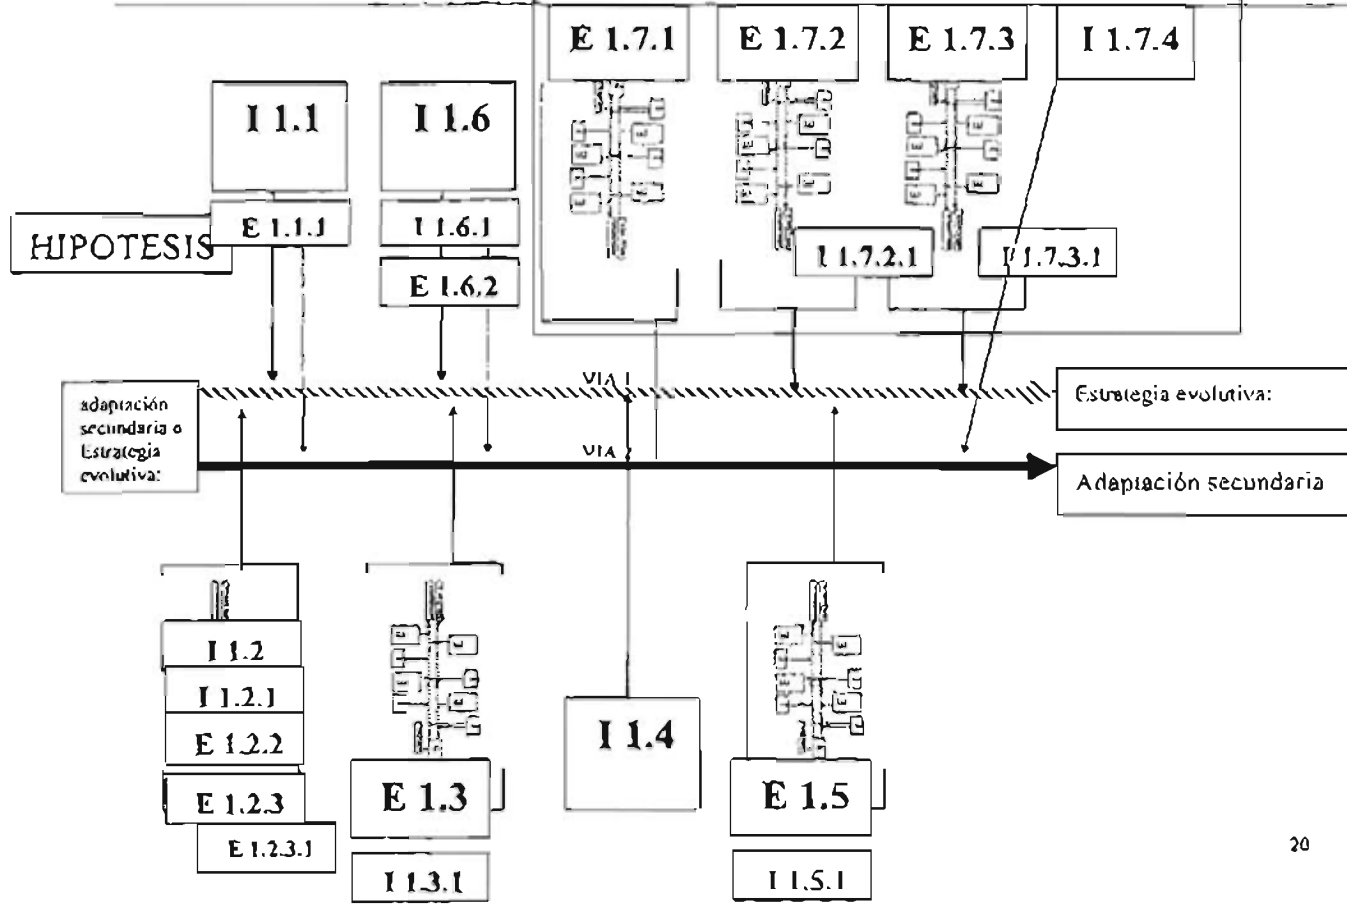 E 1.7.1
E 1.7.2
E 1.7.3
I 1.7.4
I 1.1
I 1.6
E 1.1.1
I 1.6.1
HIPOTESIS
E 1.6.2
I 1.7.2.1
I 1.7.3.1
VIA I
adaptación
secundaria o
Estrategia
evolutiva:
Estrategia evolutiva:
VIA
Adaptación secundaria
I 1.2
I 1.2.1
E 1.2.2
E 1.2.3
E 1.2.3.1
E 1.3
I 1.3.1
I 1.4
E 1.5
I 1.5.1
20